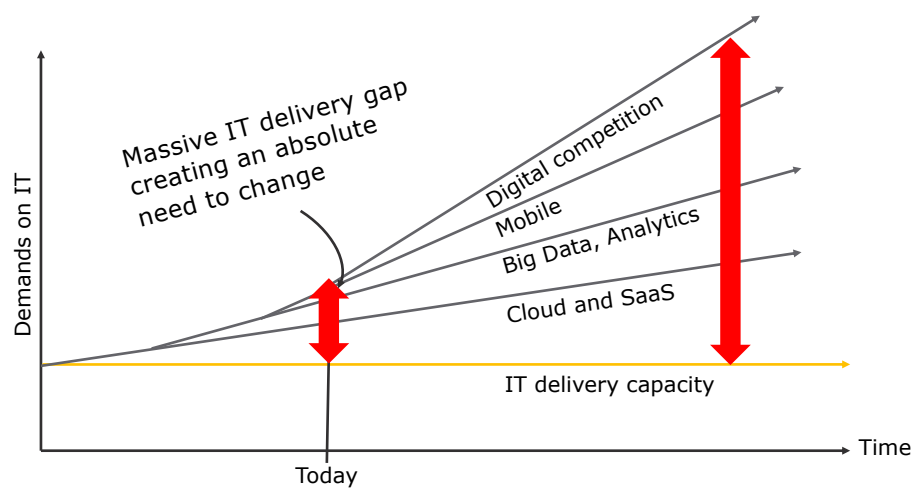 Massive IT delivery gap
creating an absolute
need to change
Demands on IT
Digital competition
Mobile
Big Data, Analytics
Cloud and SaaS
IT delivery capacity
Time
Today